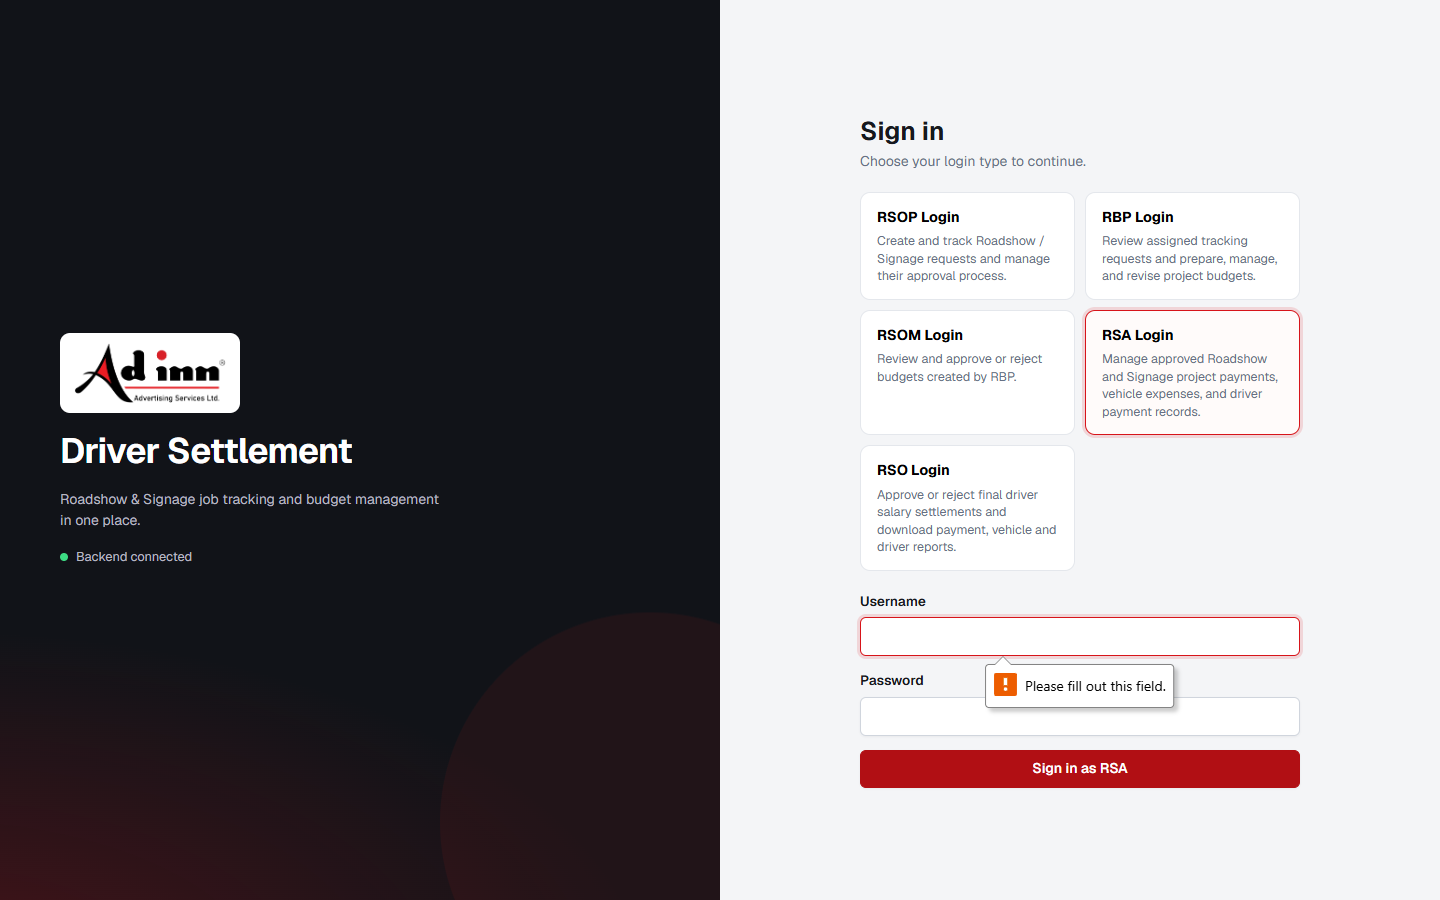 Ad inn®
Advertising Services Ltd.
Driver Settlement
Roadshow & Signage job tracking and budget management
in one place.
Backend connected
Sign in
Choose your login type to continue.
RSOP Login
Create and track Roadshow /
Signage requests and manage
their approval process.
RBP Login
Review assigned tracking
requests and prepare, manage,
and revise project budgets.
RSOM Login
Review and approve or reject
budgets created by RBP.
RSA Login
Manage approved Roadshow
and Signage project payments,
vehicle expenses, and driver
payment records.
RSO Login
Approve or reject final driver
salary settlements and
download payment, vehicle and
driver reports.
Username
Please fill out this field.
Password
Sign in as RSA